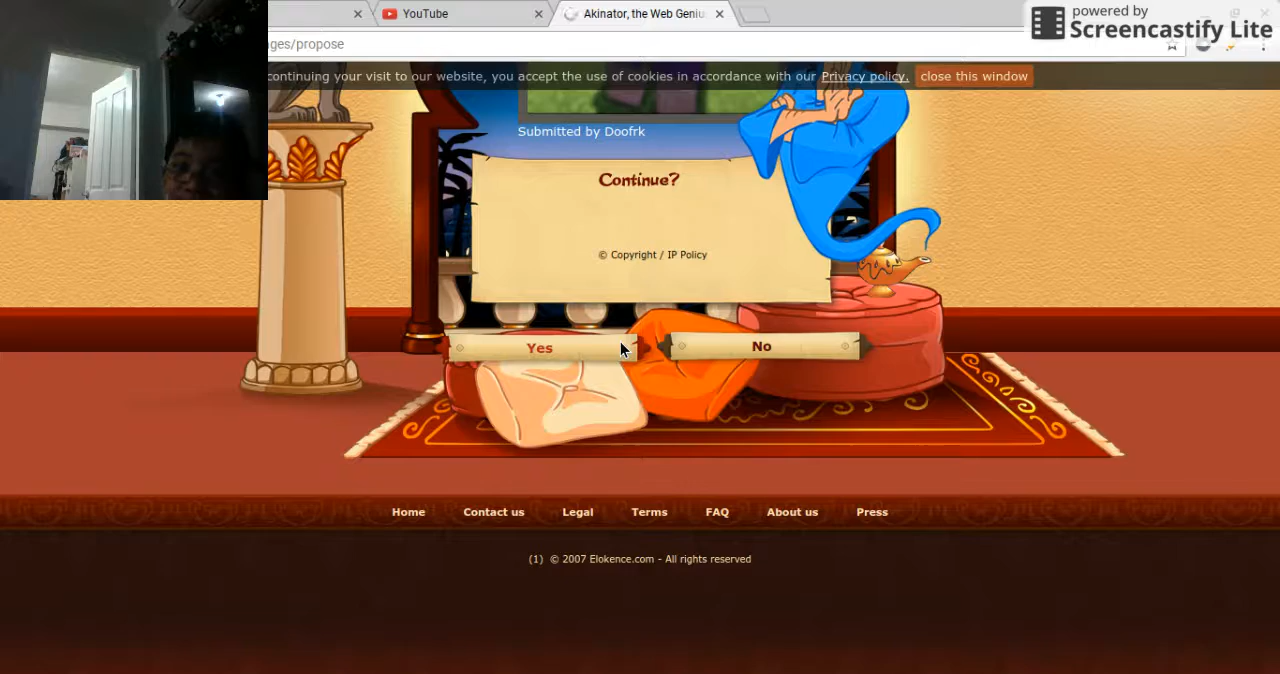 YouTube
Akinator, the Web Geniu
powered by
Screencastify Lite
ges/propose
continuing your visit to our website, you accept the use of cookies in accordance with our Privacy policy. close this window
Submitted by Doofrk
Continue?
© Copyright / IP Policy
Yes
No
Home Contact us Legal Terms FAQ About us Press
(1) © 2007 Elokence.com - All rights reserved